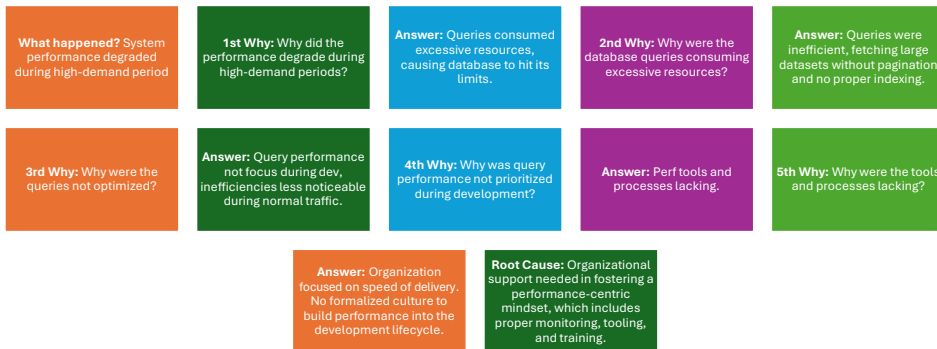 What happened? System
performance degraded
during high-demand period
1st Why: Why did the
performance degrade during
high-demand periods?
Answer: Queries consumed
excessive resources,
causing database to hit its
limits.
2nd Why: Why were the
database queries consuming
excessive resources?
Answer: Queries were
inefficient, fetching large
datasets without pagination
and no proper indexing.
3rd Why: Why were the
queries not optimized?
Answer: Query performance
not focus during dev,
inefficiencies less noticeable
during normal traffic.
4th Why: Why was query
performance not prioritized
during development?
Answer: Perf tools and
processes lacking.
5th Why: Why were the tools
and processes lacking?
Answer: Organization
focused on speed of delivery.
No formalized culture to
build performance into the
development lifecycle.
Root Cause: Organizational
support needed in fostering a
performance-centric
mindset, which includes
proper monitoring, tooling,
and training.